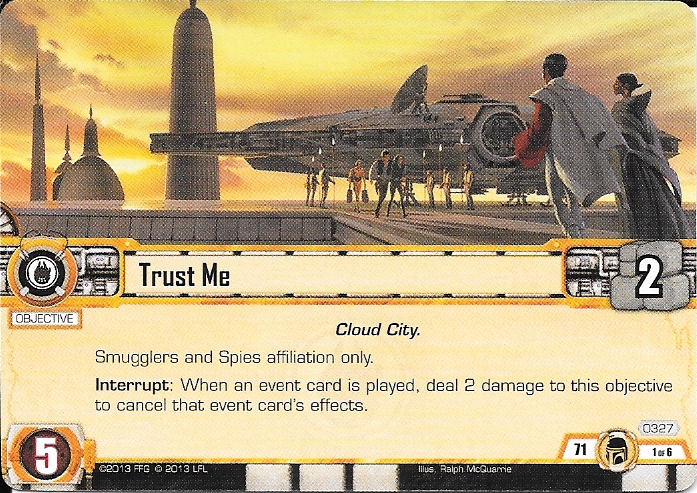 Trust Me
2
OBJECTIVE
Cloud City.
Smugglers and Spies affiliation only.
Interrupt: When an event card is played, deal 2 damage to this objective
to cancel that event card's effects.
0327
5
71
1 OF 6
©2013 FFG © 2013 LFL
Illus. Ralph McQuarrie